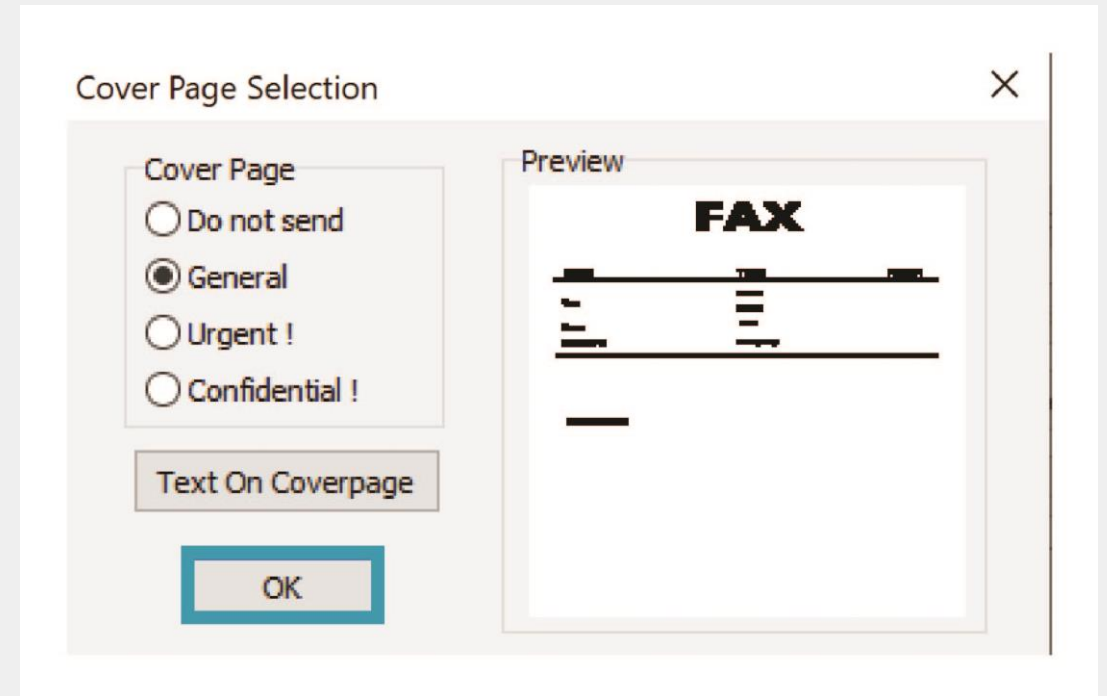 Cover Page Selection
Cover Page
Do not send
General
Urgent !
Confidential !
Text On Coverpage
OK
Preview
FAX